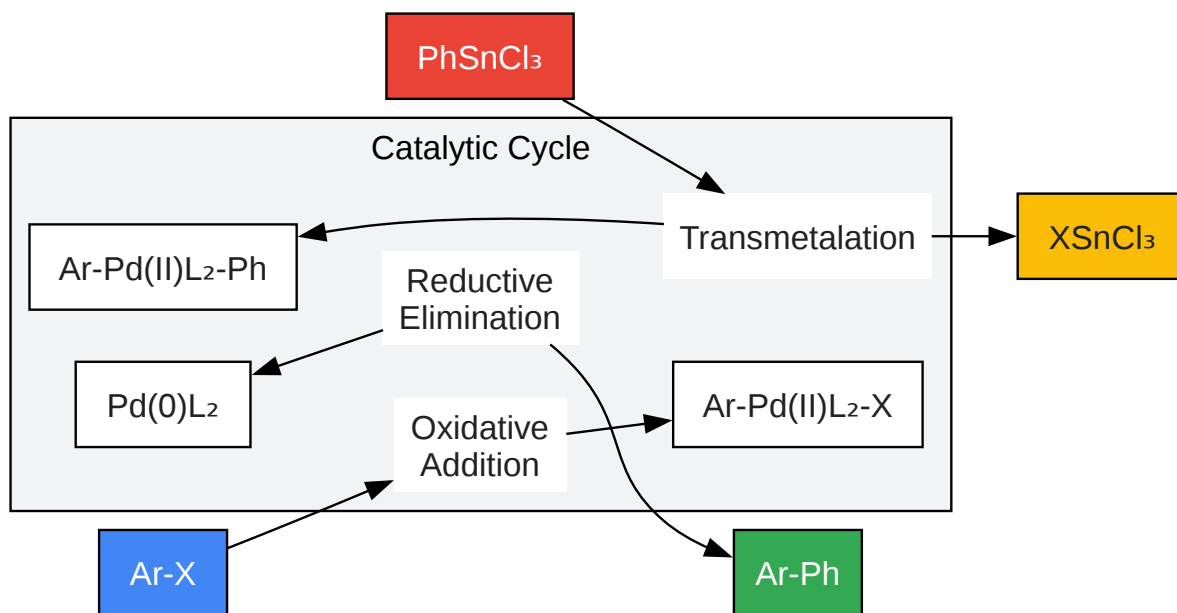 PhSnCl₃
Catalytic Cycle
Transmetalation
XSnCl₃
Ar-Pd(II)L₂-Ph
Reductive
Elimination
Pd(0)L₂
Ar-Pd(II)L₂-X
Oxidative
Addition
Ar-X
Ar-Ph